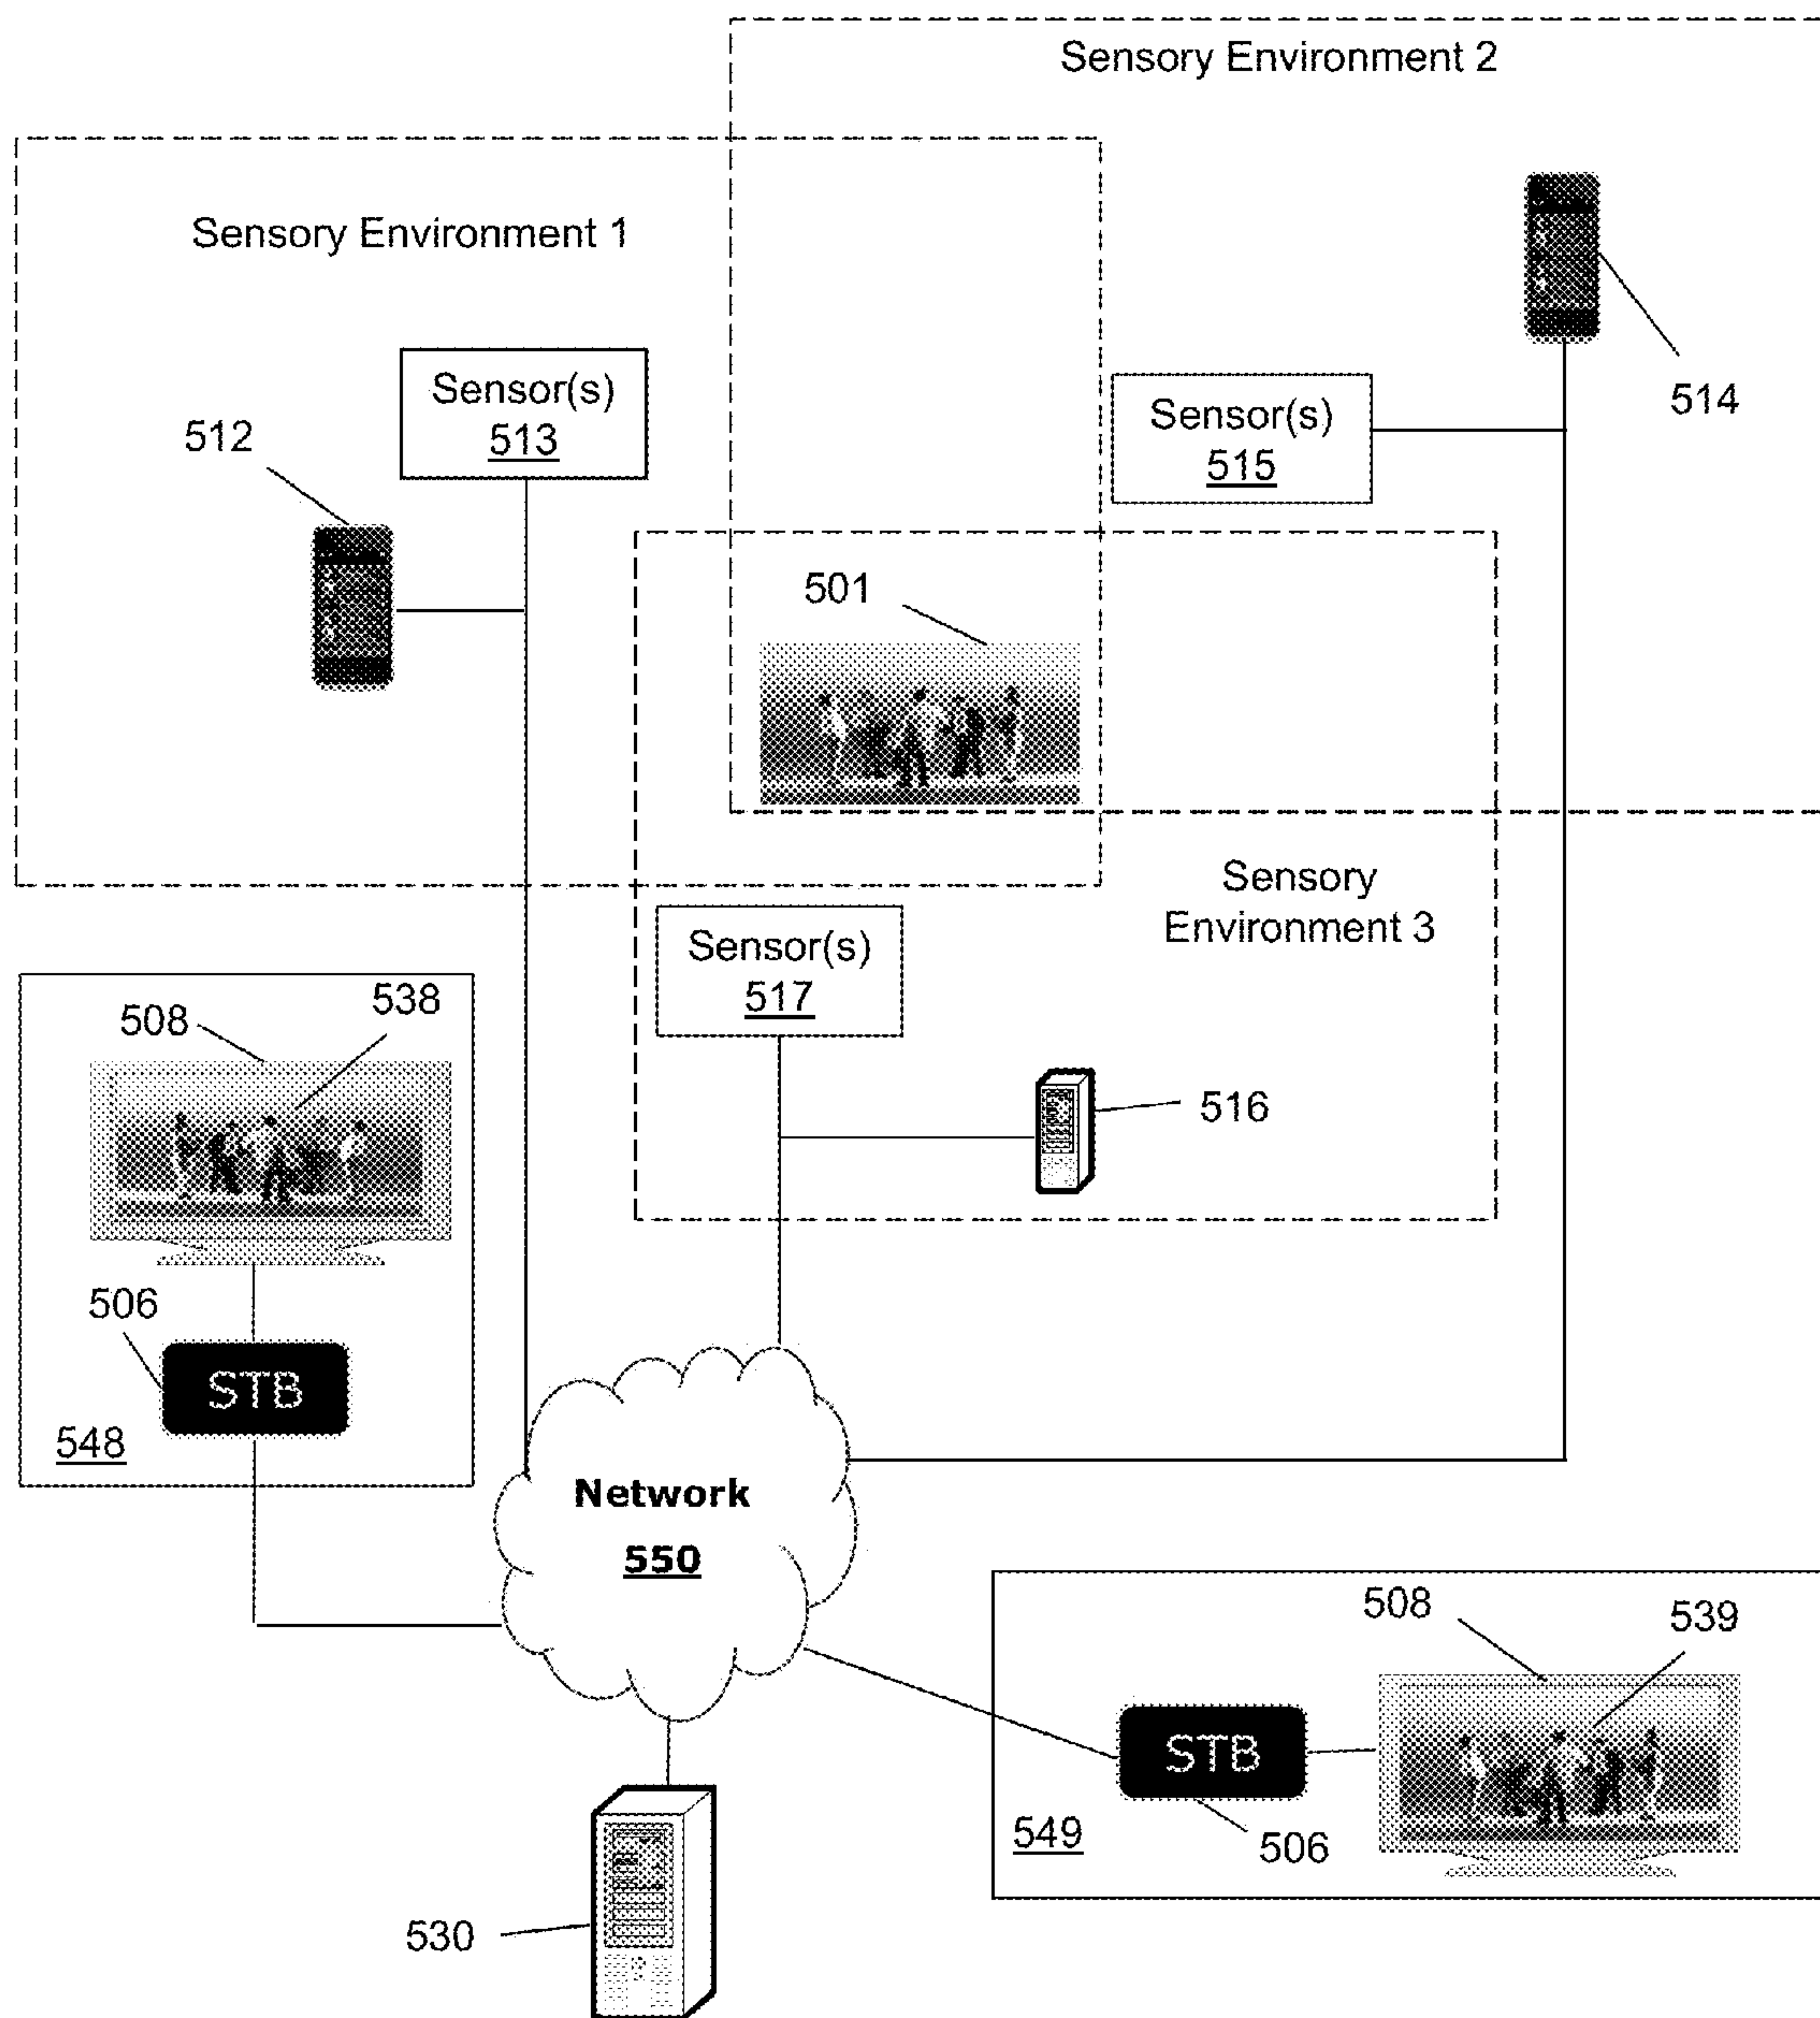 Sensory Environment 2
Sensory Environment 1
514
Sensor(s)
513
512
Sensor(s)
515
501
Sensory
Environment 3
Sensor(s)
517
516
538
508
506
STB
548
Network
550
508
539
STB
549
506
530